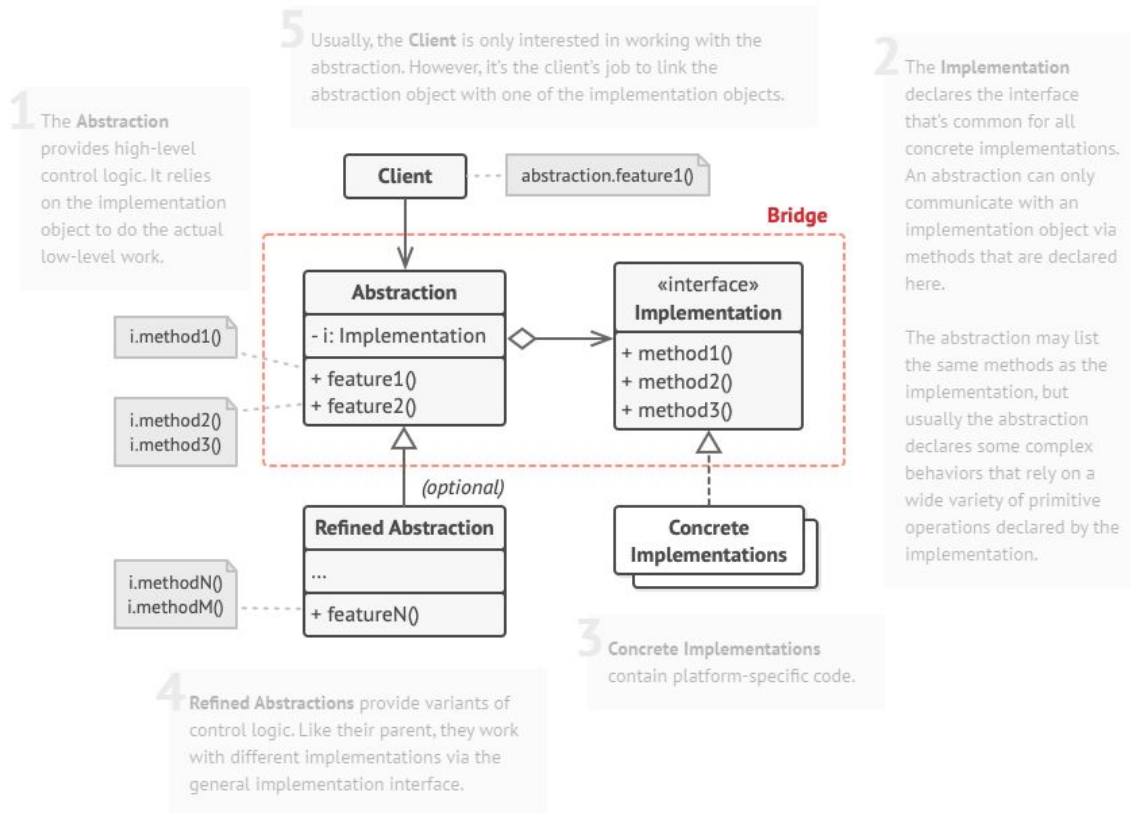 5
Usually, the Client is only interested in working with the
abstraction. However, it's the client's job to link the
abstraction object with one of the implementation objects.
2
The Implementation
declares the interface
that's common for all
concrete implementations.
An abstraction can only
communicate with an
implementation object via
methods that are declared
here.
The abstraction may list
the same methods as the
implementation, but
usually the abstraction
declares some complex
behaviors that rely on a
wide variety of primitive
operations declared by the
implementation.
1
The Abstraction
provides high-level
control logic. It relies
on the implementation
object to do the actual
low-level work.
Client
abstraction.feature1()
Bridge
Abstraction
- i: Implementation
+ feature1()
+ feature2()
«interface»
Implementation
+ method1()
+ method2()
+ method3()
i.method1()
i.method2()
i.method3()
(optional)
Refined Abstraction
...
+ featureN()
Concrete
Implementations
i.methodN()
i.methodM()
3
Concrete Implementations
contain platform-specific code.
4
Refined Abstractions provide variants of
control logic. Like their parent, they work
with different implementations via the
general implementation interface.